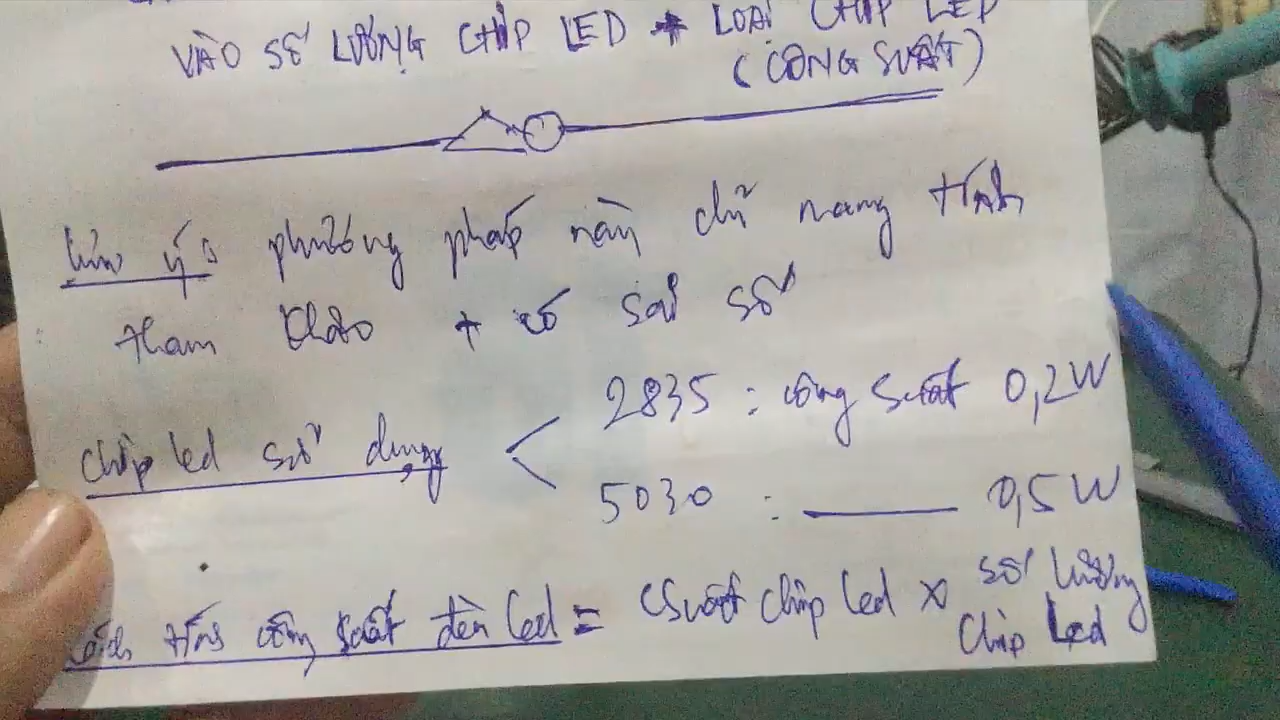 VÀO SỐ LƯỢNG CHIP LED + LOẠI CHIP LED
(CÔNG SUẤT)
Lưu ý: phương pháp này chỉ mang tính
tham khảo + có sai số
chip led sử dụng < 2835 : công suất 0,2W
5030 : ——— 0,5W
cách tính công suất đèn led = Csuất chip led x số lượng
chip Led